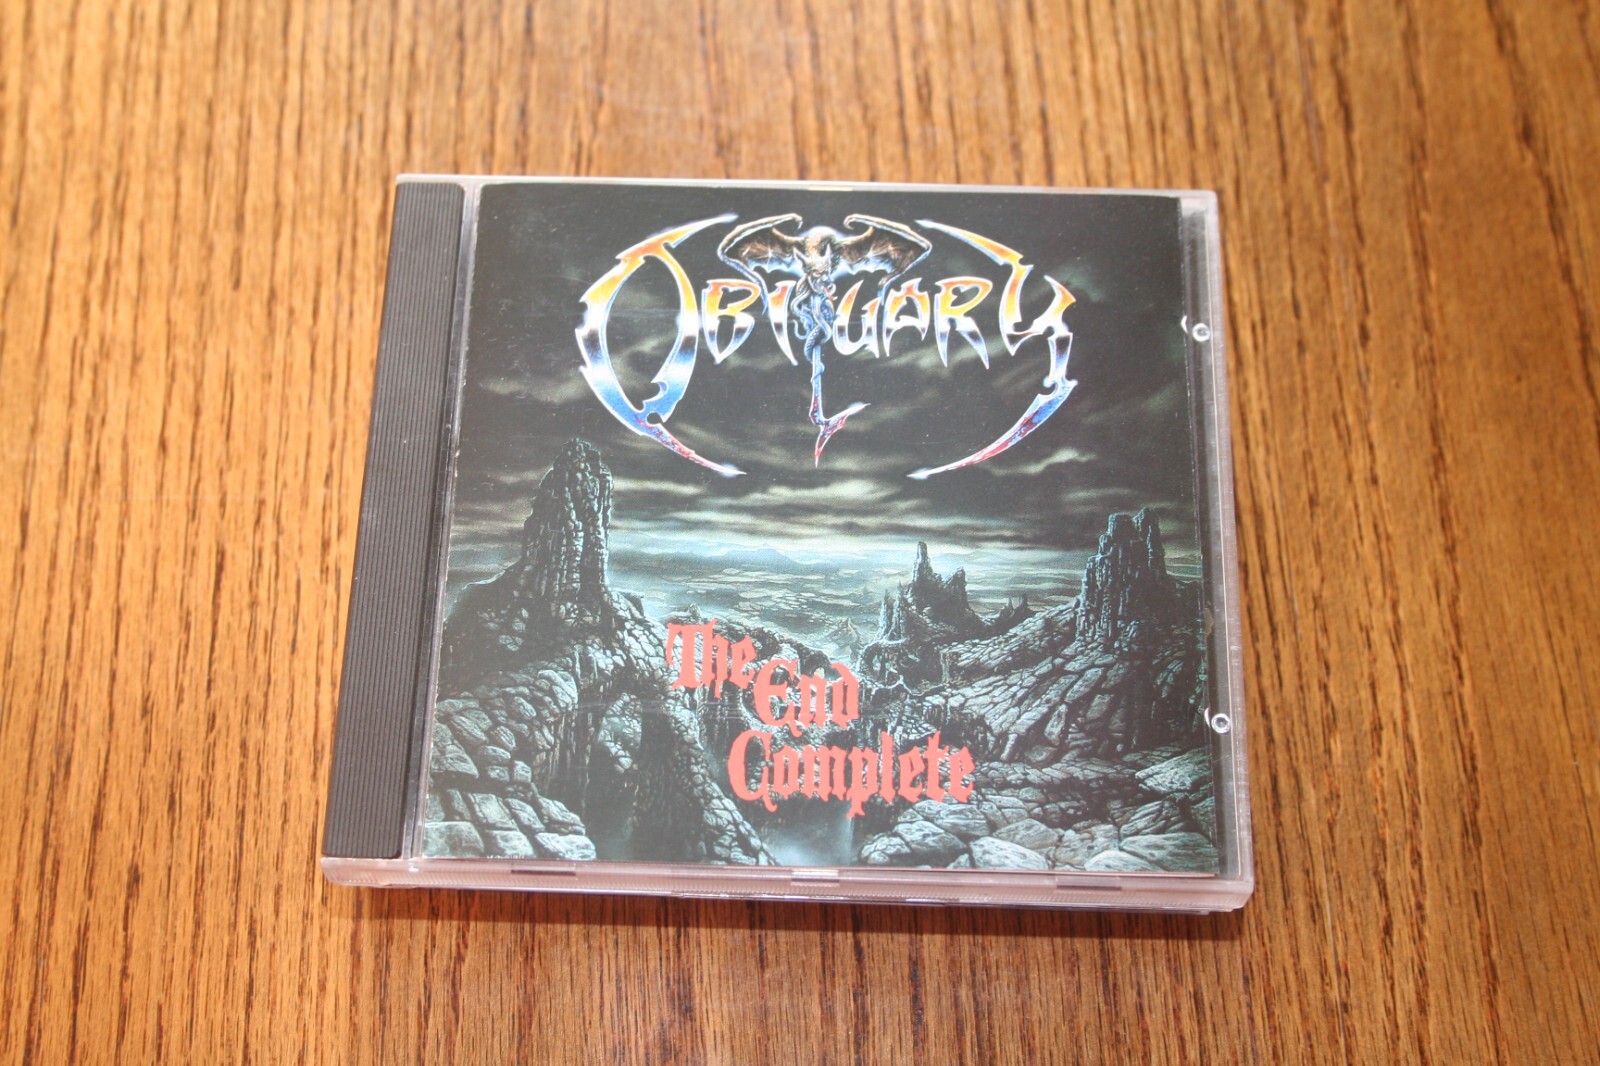 Obituary
The
End
Complete